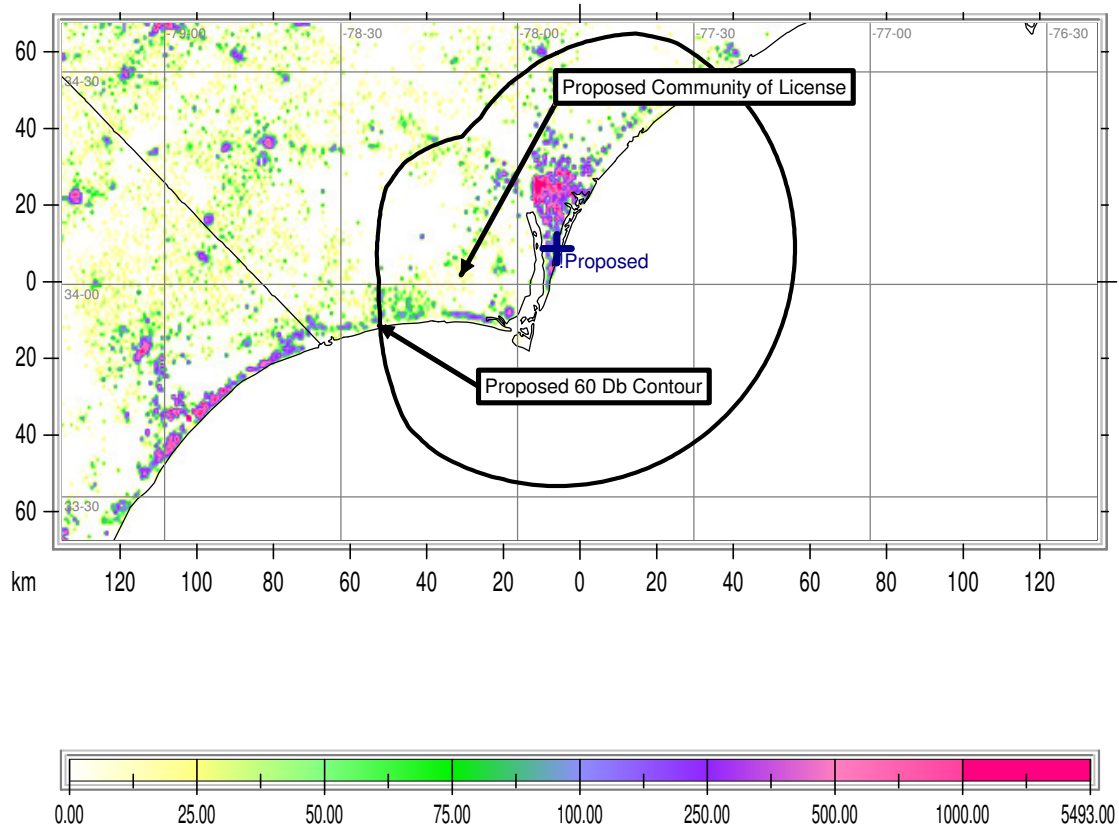 -79-00 -78-30 -78-00 -77-30 -77-00 -76-30
60
34-30
Proposed Community of License
40
20
!Proposed
0
34-00
20
Proposed 60 Db Contour
40
33-30
60
km 120 100 80 60 40 20 0 20 40 60 80 100 120
0.00 25.00 50.00 75.00 100.00 250.00 500.00 1000.00 5493.00